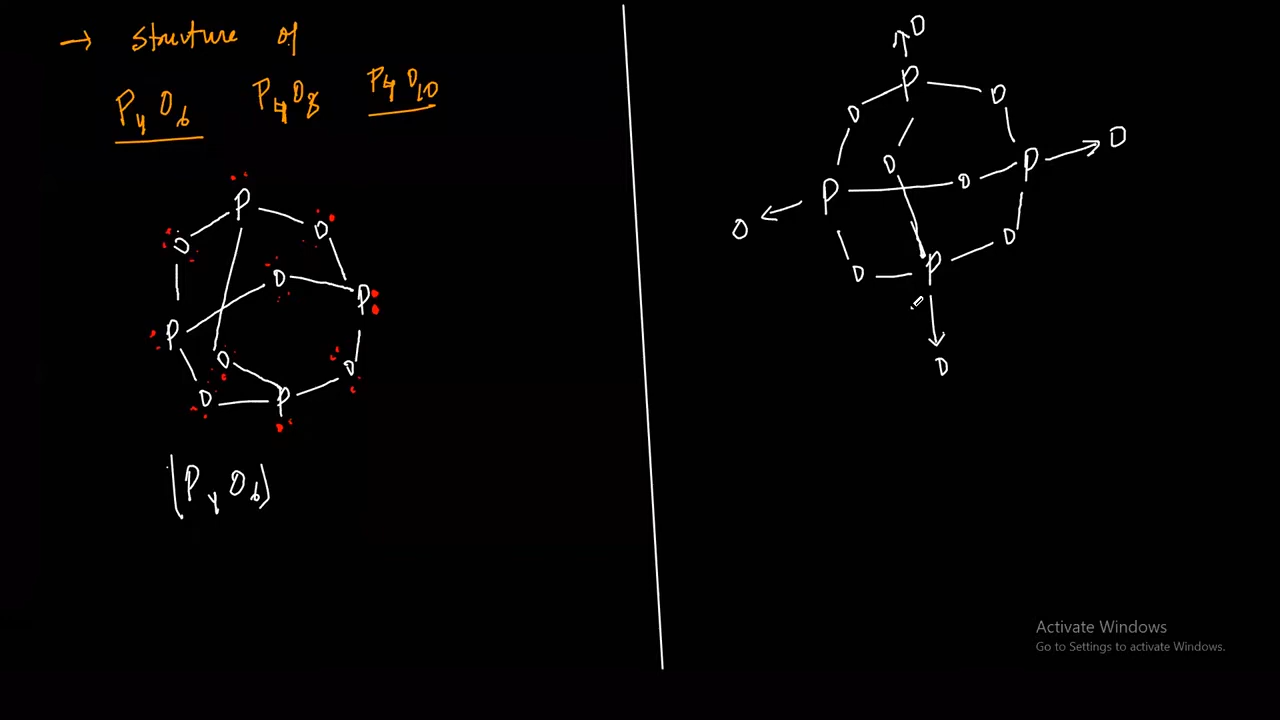 → Structure of
P4O6 P4O8 P4O10
P
O O
O P
P
O O
O P
(P4O6)
O
P
O O
O P → O
O
P
O ←
O
O P
O
Activate Windows
Go to Settings to activate Windows.